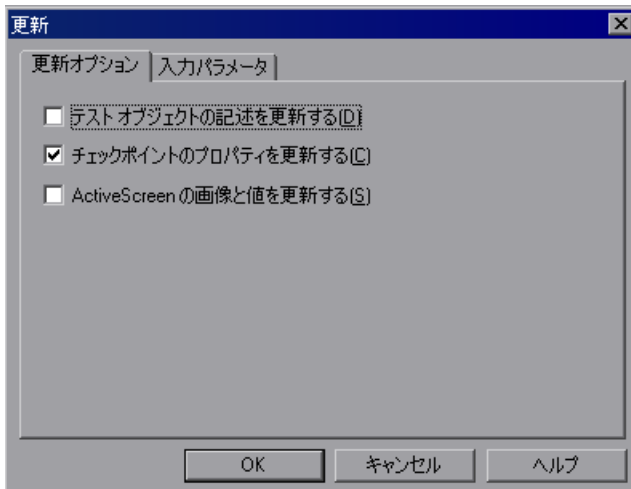 更新
更新オプション 入力パラメータ
テスト オブジェクトの記述を更新する(D)
チェックポイントのプロパティを更新する(C)
ActiveScreen の画像と値を更新する(S)
OK キャンセル ヘルプ